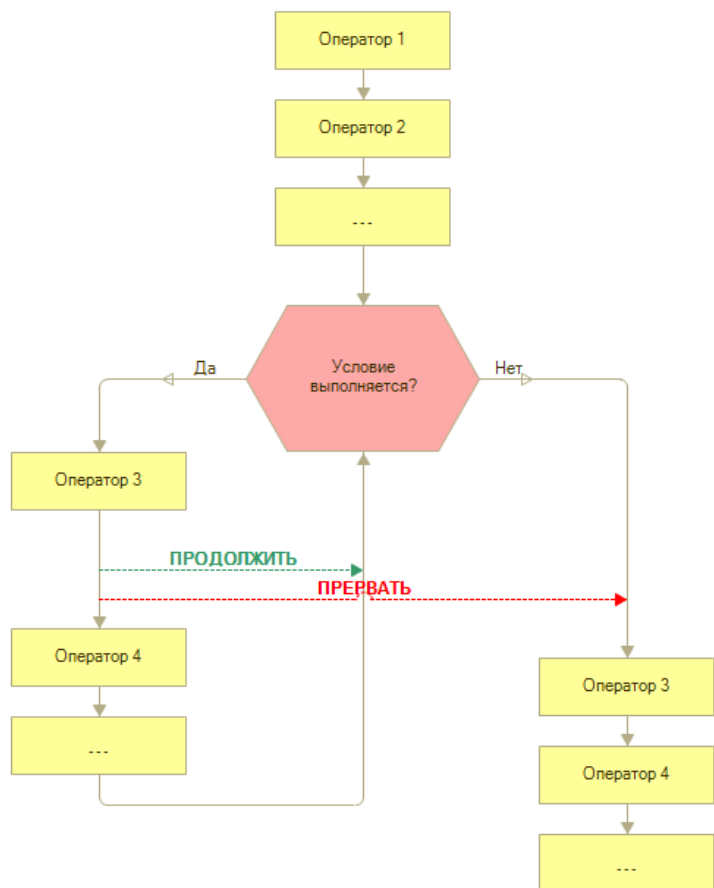 Оператор 1
Оператор 2
---
Условие
выполняется?
Да
Нет
Оператор 3
ПРОДОЛЖИТЬ
ПРЕРВАТЬ
Оператор 4
---
Оператор 3
Оператор 4
---